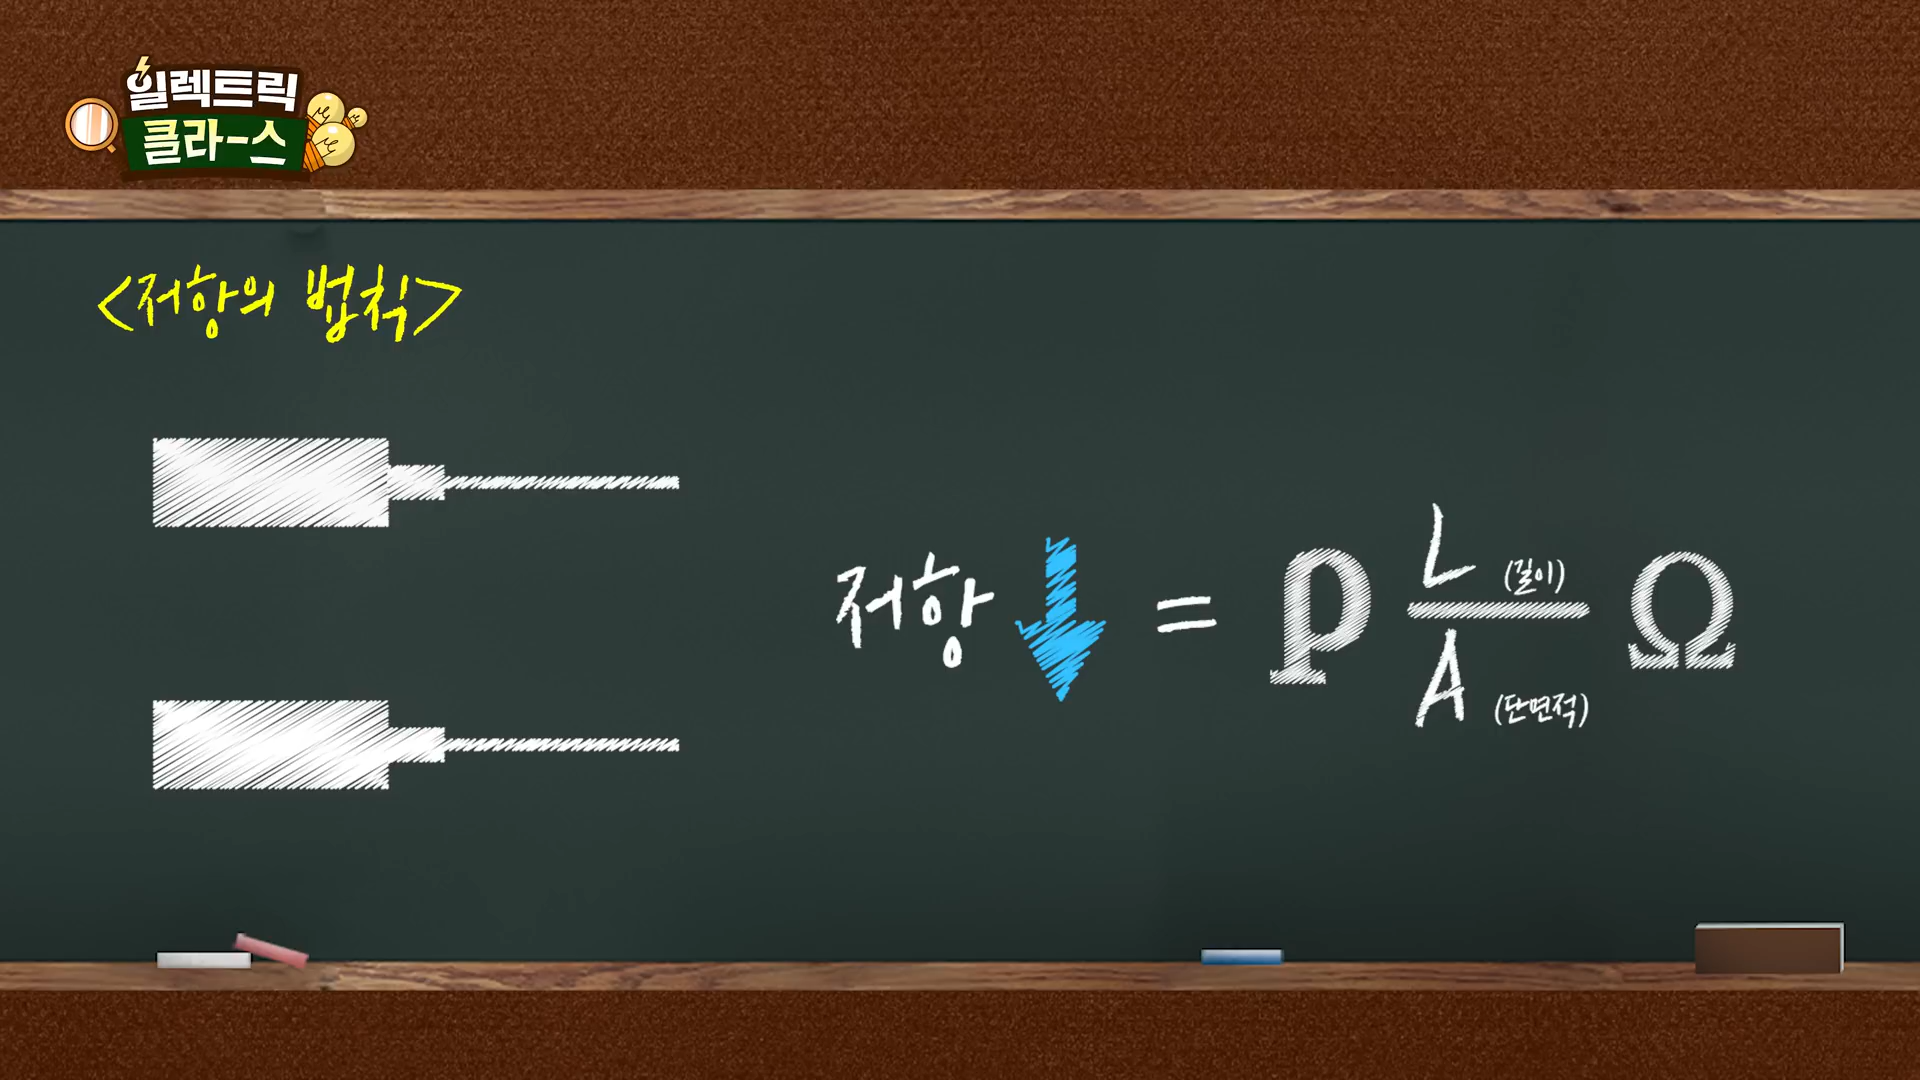 일렉트릭
클라-스
<저항의 법칙>
저항 = ρ L (길이) / A (단면적) Ω